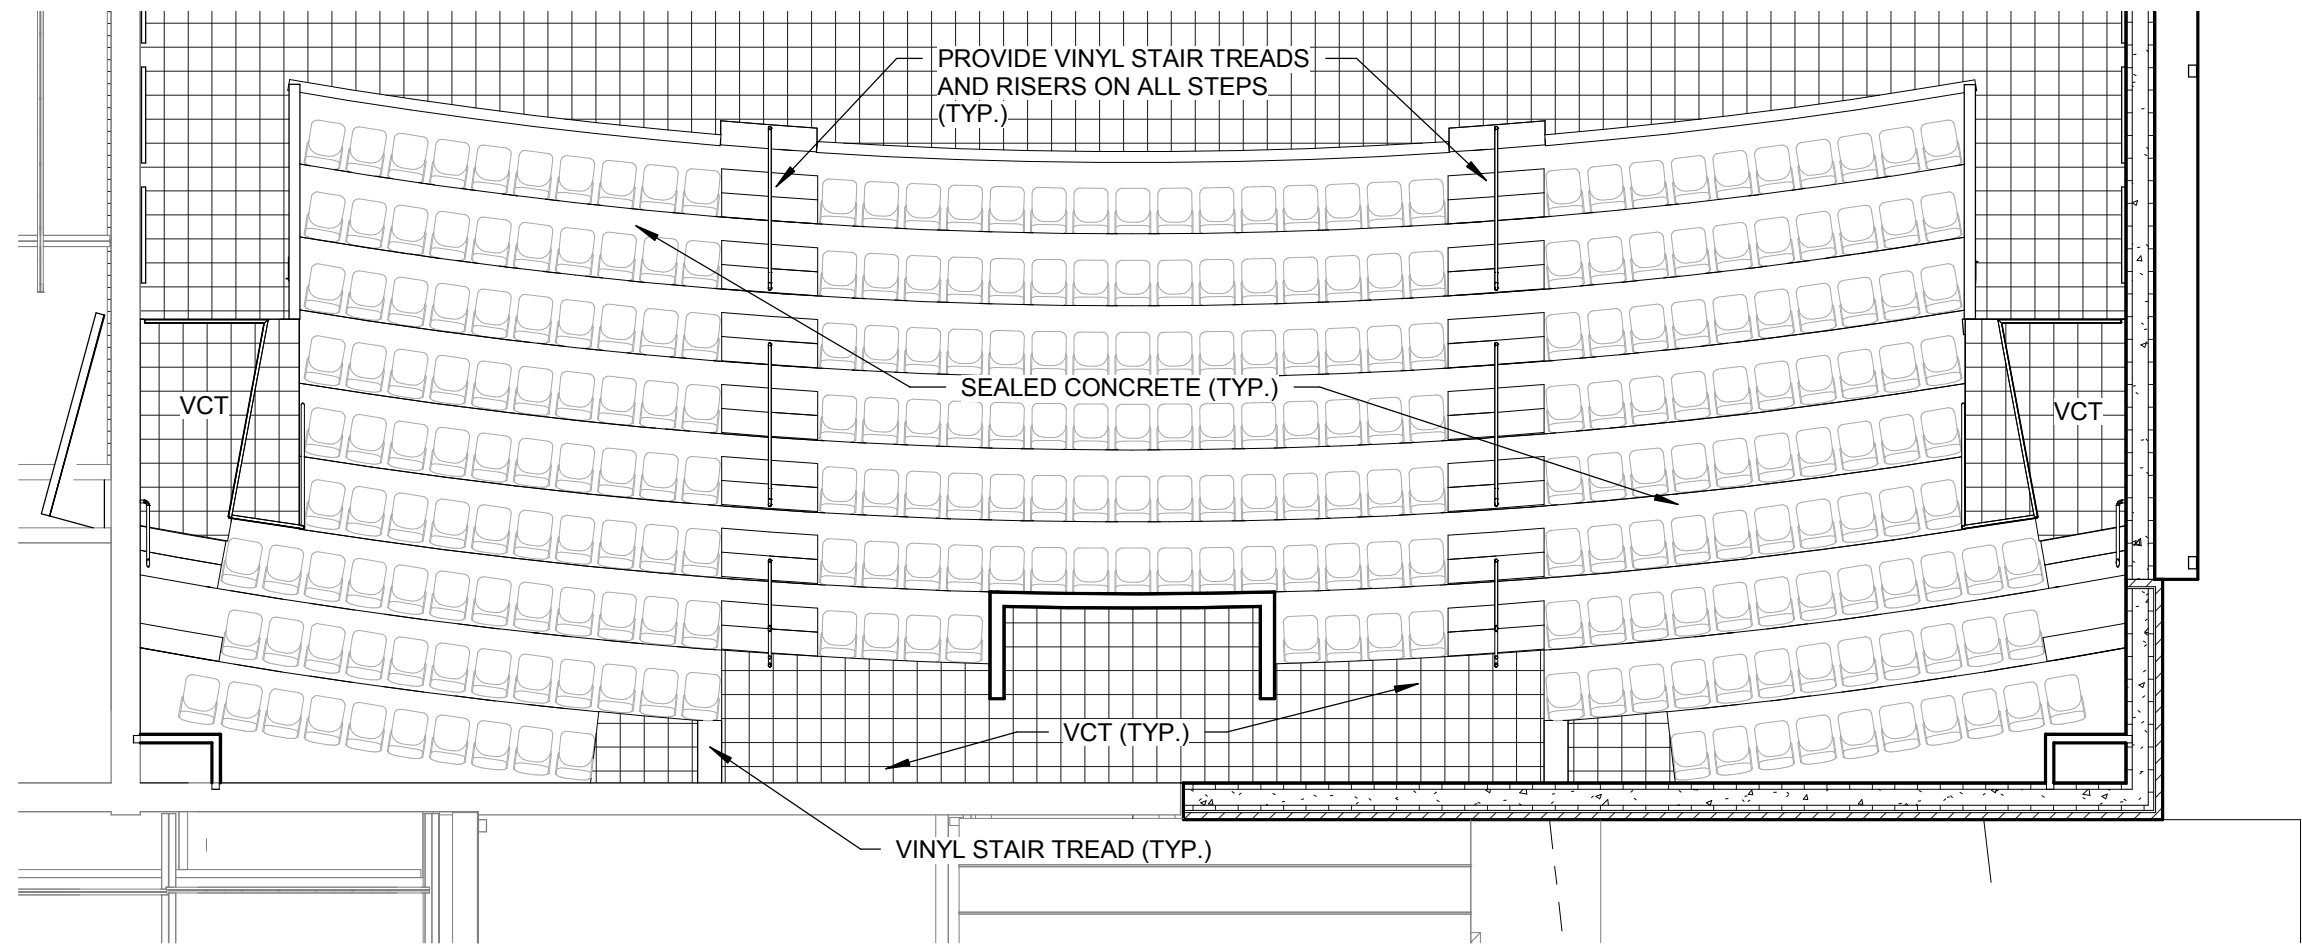 PROVIDE VINYL STAIR TREADS
AND RISERS ON ALL STEPS
(TYP.)
SEALED CONCRETE (TYP.)
VCT
VCT
VCT (TYP.)
VINYL STAIR TREAD (TYP.)